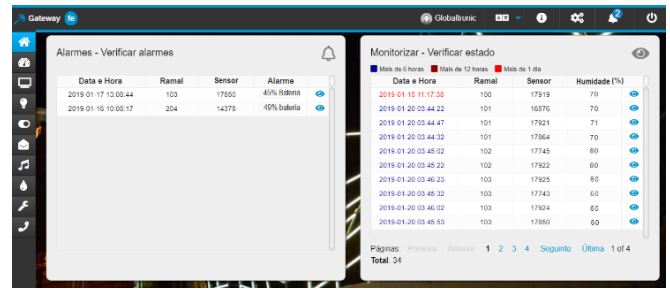 Gateway fe
Globaltronic
2
Alarmes - Verificar alarmes
Data e Hora Ramal Sensor Alarme
2019-01-17 13:08:44 103 17850 45% Bateria
2019-01-16 10:08:17 204 14378 49% bateria
Monitorizar - Verificar estado
Mais de 6 horas Mais de 12 horas Mais de 1 dia
Data e Hora Ramal Sensor Humidade (%)
2019-01-15 11:17:38 100 17919 70
2019-01-20 03:44:22 101 16576 70
2019-01-20 03:44:47 101 17921 71
2019-01-20 03:44:32 101 17864 70
2019-01-20 03:45:02 102 17745 80
2019-01-20 03:45:22 102 17922 60
2019-01-20 03:46:23 103 17925 60
2019-01-20 03:45:32 103 17743 60
2019-01-20 03:46:02 103 17924 60
2019-01-20 03:45:53 103 17850 60
Páginas: Primeira Anterior 1 2 3 4 Seguinte Última 1 of 4
Total: 34